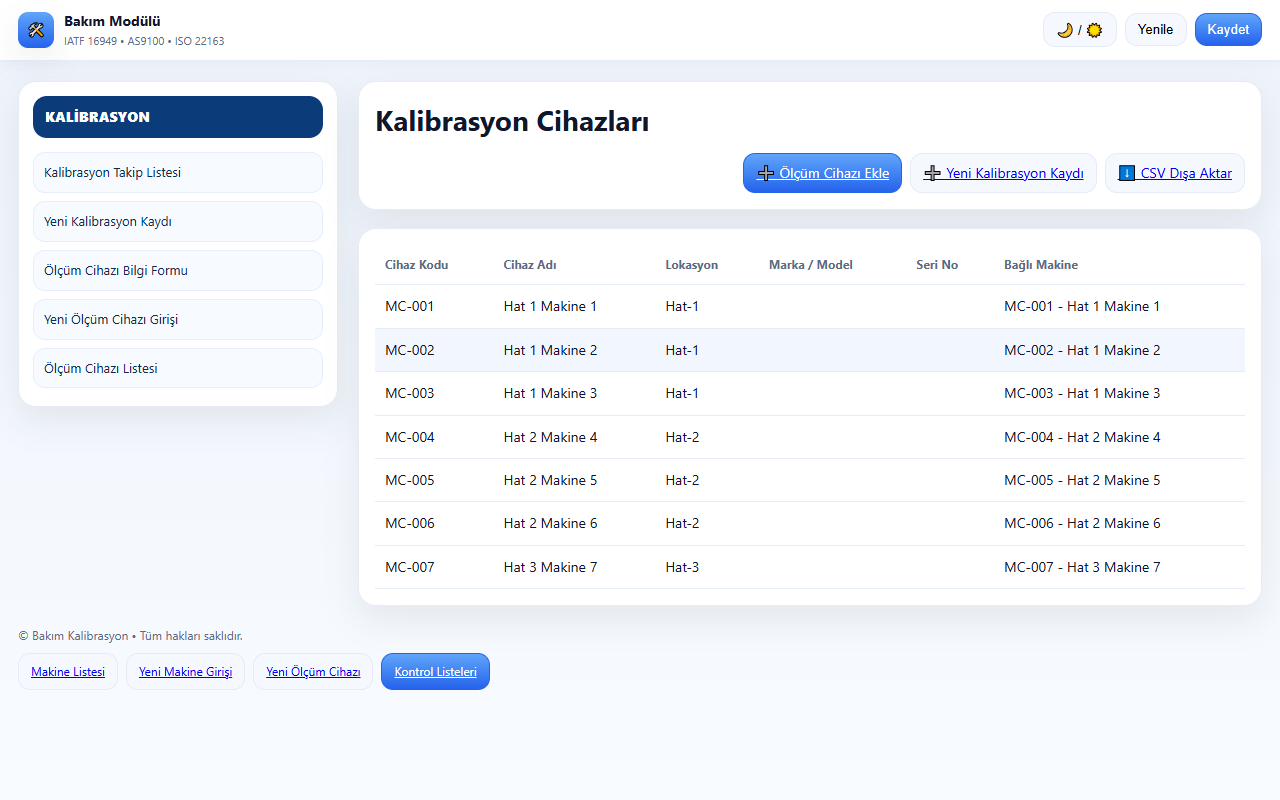 Bakım Modülü
IATF 16949 • AS9100 • ISO 22163
🌙 / 🌞
Yenile
Kaydet
KALİBRASYON
Kalibrasyon Takip Listesi
Yeni Kalibrasyon Kaydı
Ölçüm Cihazı Bilgi Formu
Yeni Ölçüm Cihazı Girişi
Ölçüm Cihazı Listesi
Kalibrasyon Cihazları
➕ Ölçüm Cihazı Ekle
➕ Yeni Kalibrasyon Kaydı
⬇️ CSV Dışa Aktar
Cihaz Kodu Cihaz Adı Lokasyon Marka / Model Seri No Bağlı Makine
MC-001 Hat 1 Makine 1 Hat-1 MC-001 - Hat 1 Makine 1
MC-002 Hat 1 Makine 2 Hat-1 MC-002 - Hat 1 Makine 2
MC-003 Hat 1 Makine 3 Hat-1 MC-003 - Hat 1 Makine 3
MC-004 Hat 2 Makine 4 Hat-2 MC-004 - Hat 2 Makine 4
MC-005 Hat 2 Makine 5 Hat-2 MC-005 - Hat 2 Makine 5
MC-006 Hat 2 Makine 6 Hat-2 MC-006 - Hat 2 Makine 6
MC-007 Hat 3 Makine 7 Hat-3 MC-007 - Hat 3 Makine 7
© Bakım Kalibrasyon • Tüm hakları saklıdır.
Makine Listesi
Yeni Makine Girişi
Yeni Ölçüm Cihazı
Kontrol Listeleri